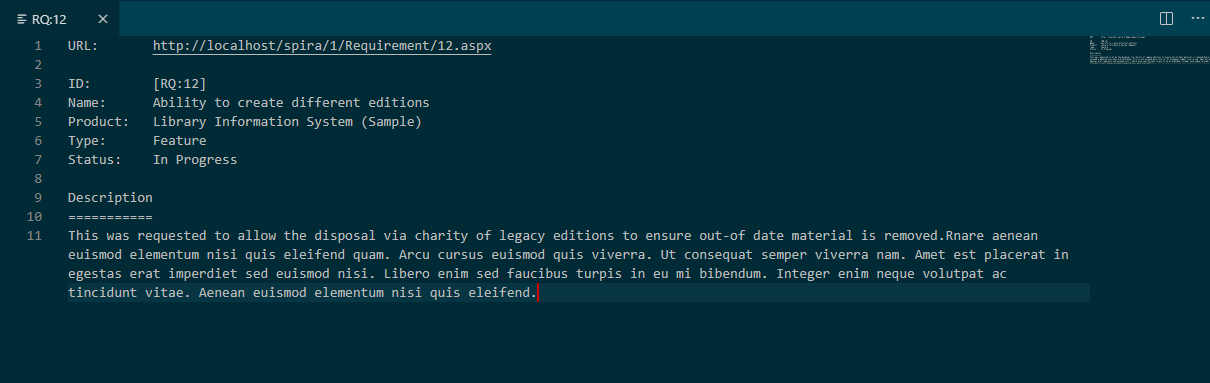 RQ:12
1 URL: http://localhost/spira/1/Requirement/12.aspx
2
3 ID: [RQ:12]
4 Name: Ability to create different editions
5 Product: Library Information System (Sample)
6 Type: Feature
7 Status: In Progress
8
9 Description
10 ===========
11 This was requested to allow the disposal via charity of legacy editions to ensure out-of date material is removed.Rnare aenean
euismod elementum nisi quis eleifend quam. Arcu cursus euismod quis viverra. Ut consequat semper viverra nam. Amet est placerat in
egestas erat imperdiet sed euismod nisi. Libero enim sed faucibus turpis in eu mi bibendum. Integer enim neque volutpat ac
tincidunt vitae. Aenean euismod elementum nisi quis eleifend.